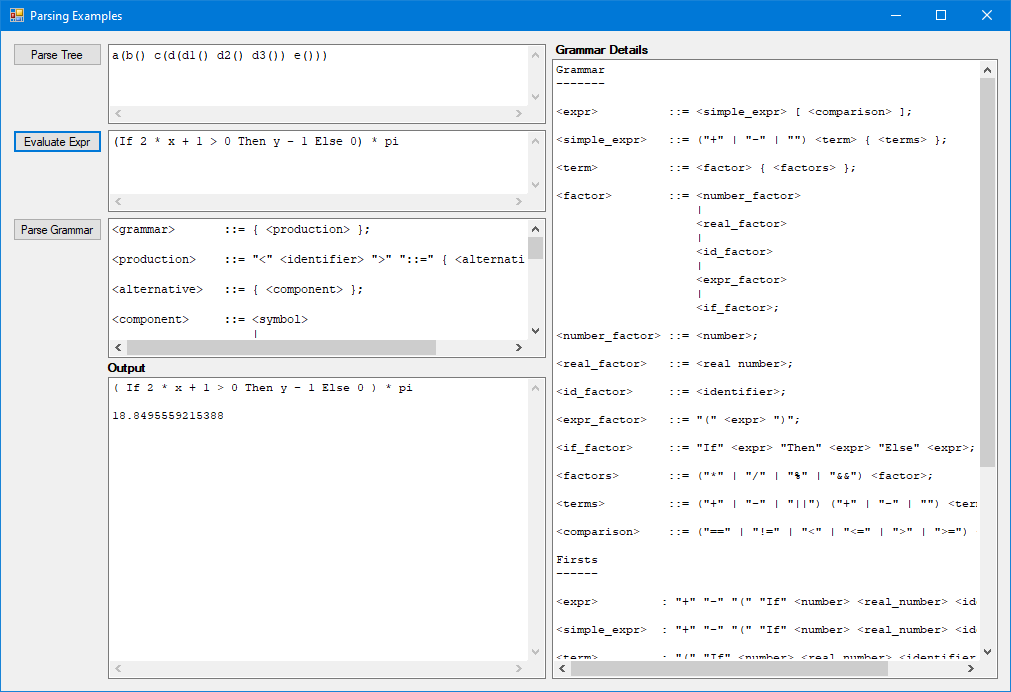 Parsing Examples
Parse Tree
a(b() c(d(d1() d2() d3()) e()))
Evaluate Expr
(If 2 * x + 1 > 0 Then y - 1 Else 0) * pi
Parse Grammar
<grammar> ::= { <production> };
<production> ::= "<" <identifier> ">" "::=" { <alternati
<alternative> ::= { <component> };
<component> ::= <symbol>
|
Output
( If 2 * x + 1 > 0 Then y - 1 Else 0 ) * pi
18.8495559215388
Grammar Details
Grammar
-------
<expr> ::= <simple_expr> [ <comparison> ];
<simple_expr> ::= ("+" | "-" | "") <term> { <terms> };
<term> ::= <factor> { <factors> };
<factor> ::= <number_factor>
|
<real_factor>
|
<id_factor>
|
<expr_factor>
|
<if_factor>;
<number_factor> ::= <number>;
<real_factor> ::= <real number>;
<id_factor> ::= <identifier>;
<expr_factor> ::= "(" <expr> ")";
<if_factor> ::= "If" <expr> "Then" <expr> "Else" <expr>;
<factors> ::= ("*" | "/" | "%" | "&&") <factor>;
<terms> ::= ("+" | "-" | "||") ("+" | "-" | "") <term
<comparison> ::= ("==" | "!=" | "<" | "<=" | ">" | ">=")
Firsts
------
<expr> : "+" "-" "(" "If" <number> <real_number> <id
<simple_expr> : "+" "-" "(" "If" <number> <real_number> <id
<term> : "(" "If" <number> <real_number> <identifier